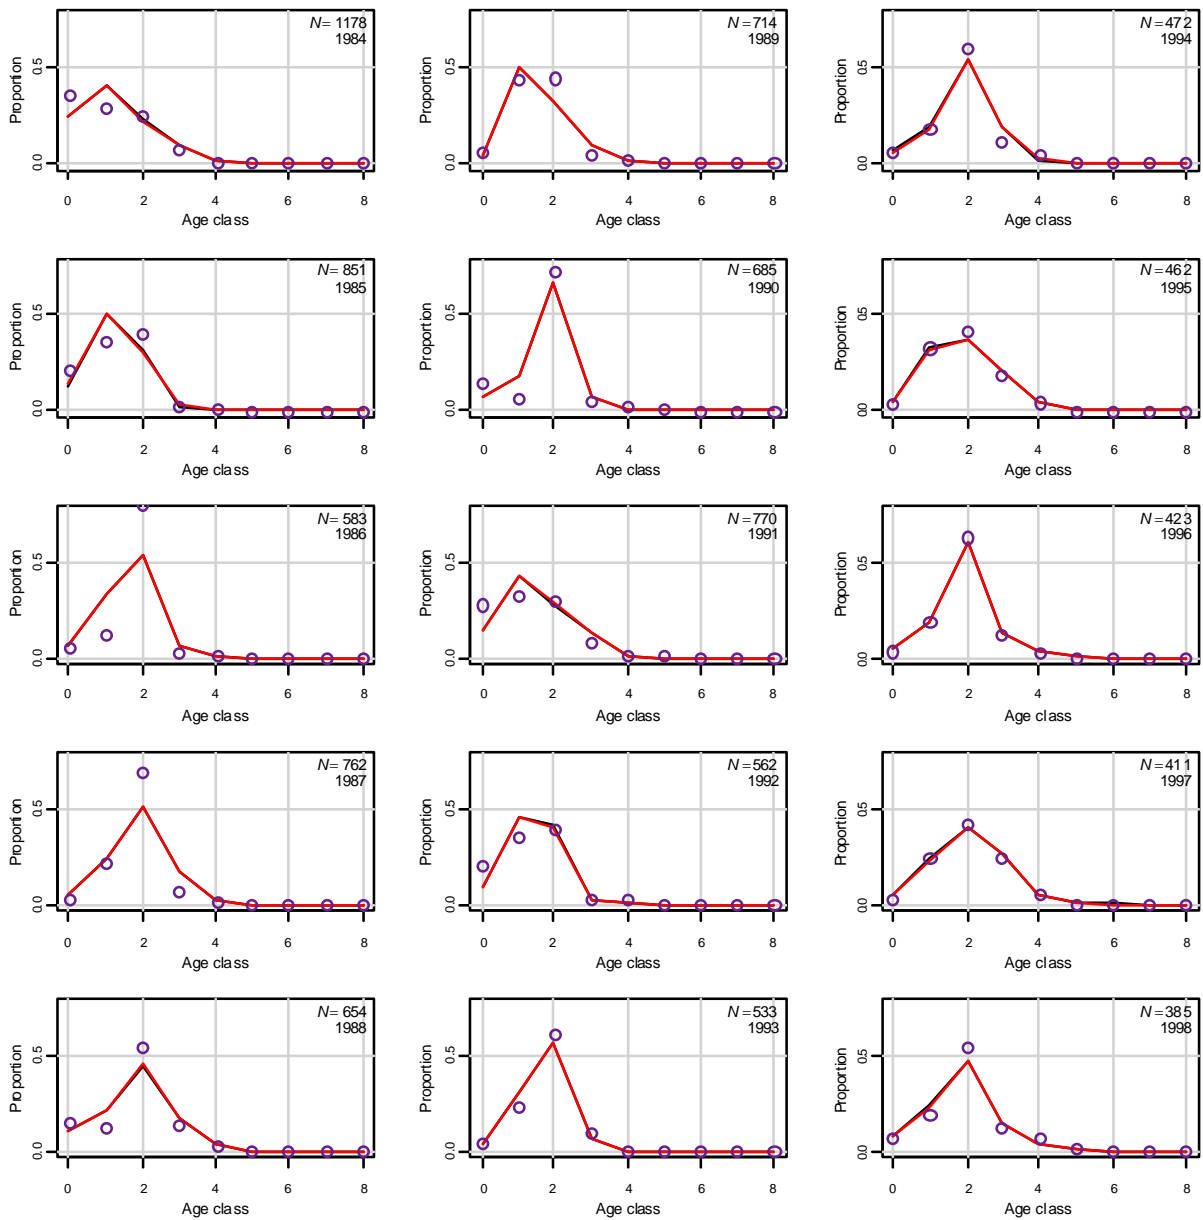 N= 1178
1984
Proportion
0.5
0.0
0 2 4 6 8
Age class
N=714
1989
Proportion
0.5
0.0
0 2 4 6 8
Age class
N=472
1994
Proportion
0.5
0.0
0 2 4 6 8
Age class
N= 851
1985
Proportion
0.5
0.0
0 2 4 6 8
Age class
N=685
1990
Proportion
0.5
0.0
0 2 4 6 8
Age class
N=462
1995
Proportion
0.5
0.0
0 2 4 6 8
Age class
N= 583
1986
Proportion
0.5
0.0
0 2 4 6 8
Age class
N=770
1991
Proportion
0.5
0.0
0 2 4 6 8
Age class
N=423
1996
Proportion
0.5
0.0
0 2 4 6 8
Age class
N= 762
1987
Proportion
0.5
0.0
0 2 4 6 8
Age class
N=562
1992
Proportion
0.5
0.0
0 2 4 6 8
Age class
N=411
1997
Proportion
0.5
0.0
0 2 4 6 8
Age class
N= 654
1988
Proportion
0.5
0.0
0 2 4 6 8
Age class
N=533
1993
Proportion
0.5
0.0
0 2 4 6 8
Age class
N=385
1998
Proportion
0.5
0.0
0 2 4 6 8
Age class